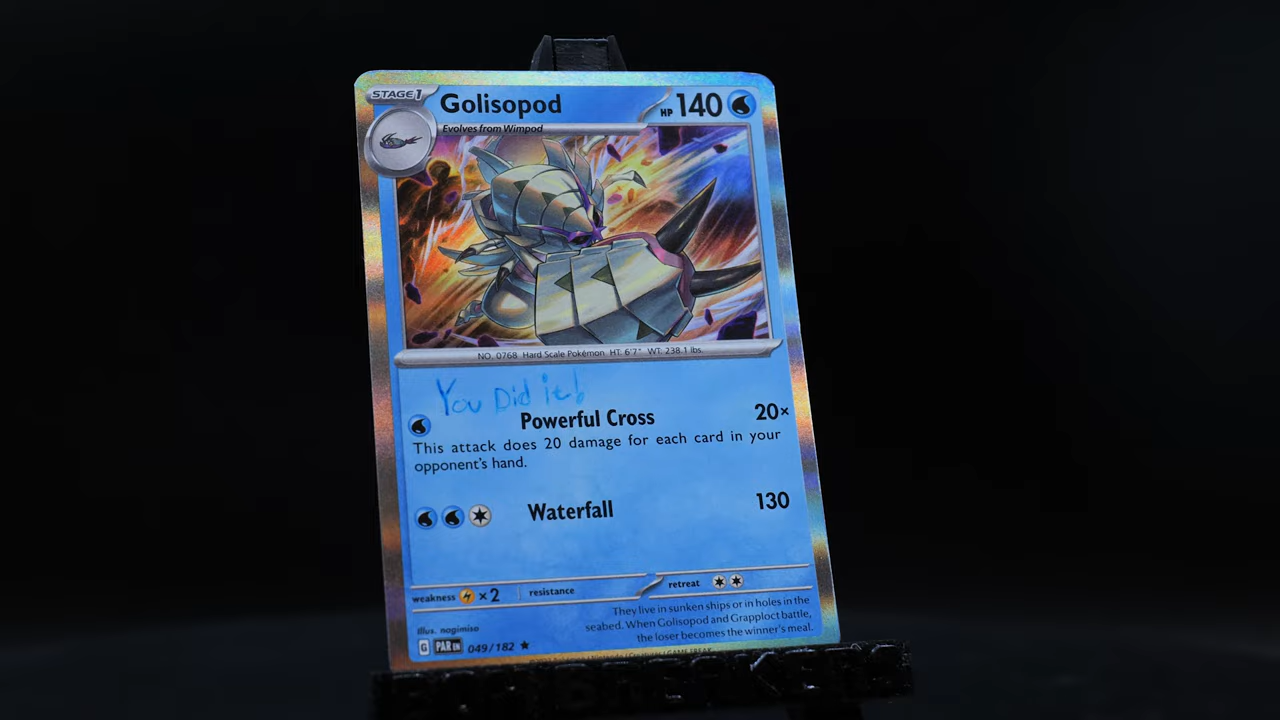 STAGE 1 Golisopod HP 140
Evolves from Wimpod
NO. 0768 Hard Scale Pokémon HT: 6'7" WT: 238.1 lbs.
You Did it!
Powerful Cross 20×
This attack does 20 damage for each card in your
opponent's hand.
Waterfall 130
weakness ×2 resistance retreat
They live in sunken ships or in holes in the
seabed. When Golisopod and Grapploct battle,
the loser becomes the winner's meal.
Illus. nagimiso
G PAR EN 049/182